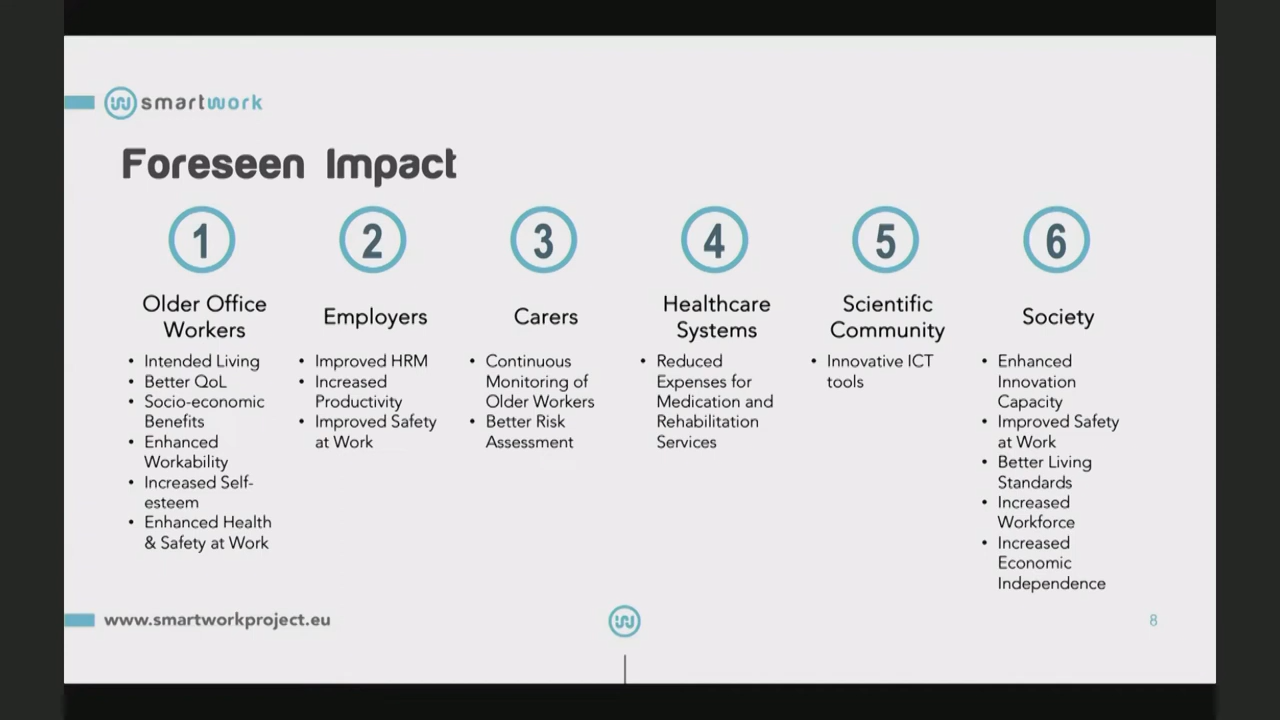 smartwork
Foreseen Impact
1
Older Office
Workers
• Intended Living
• Better QoL
• Socio-economic
Benefits
• Enhanced
Workability
• Increased Self-
esteem
• Enhanced Health
& Safety at Work
2
Employers
• Improved HRM
• Increased
Productivity
• Improved Safety
at Work
3
Carers
• Continuous
Monitoring of
Older Workers
• Better Risk
Assessment
4
Healthcare
Systems
• Reduced
Expenses for
Medication and
Rehabilitation
Services
5
Scientific
Community
• Innovative ICT
tools
6
Society
• Enhanced
Innovation
Capacity
• Improved Safety
at Work
• Better Living
Standards
• Increased
Workforce
• Increased
Economic
Independence
www.smartworkproject.eu
8